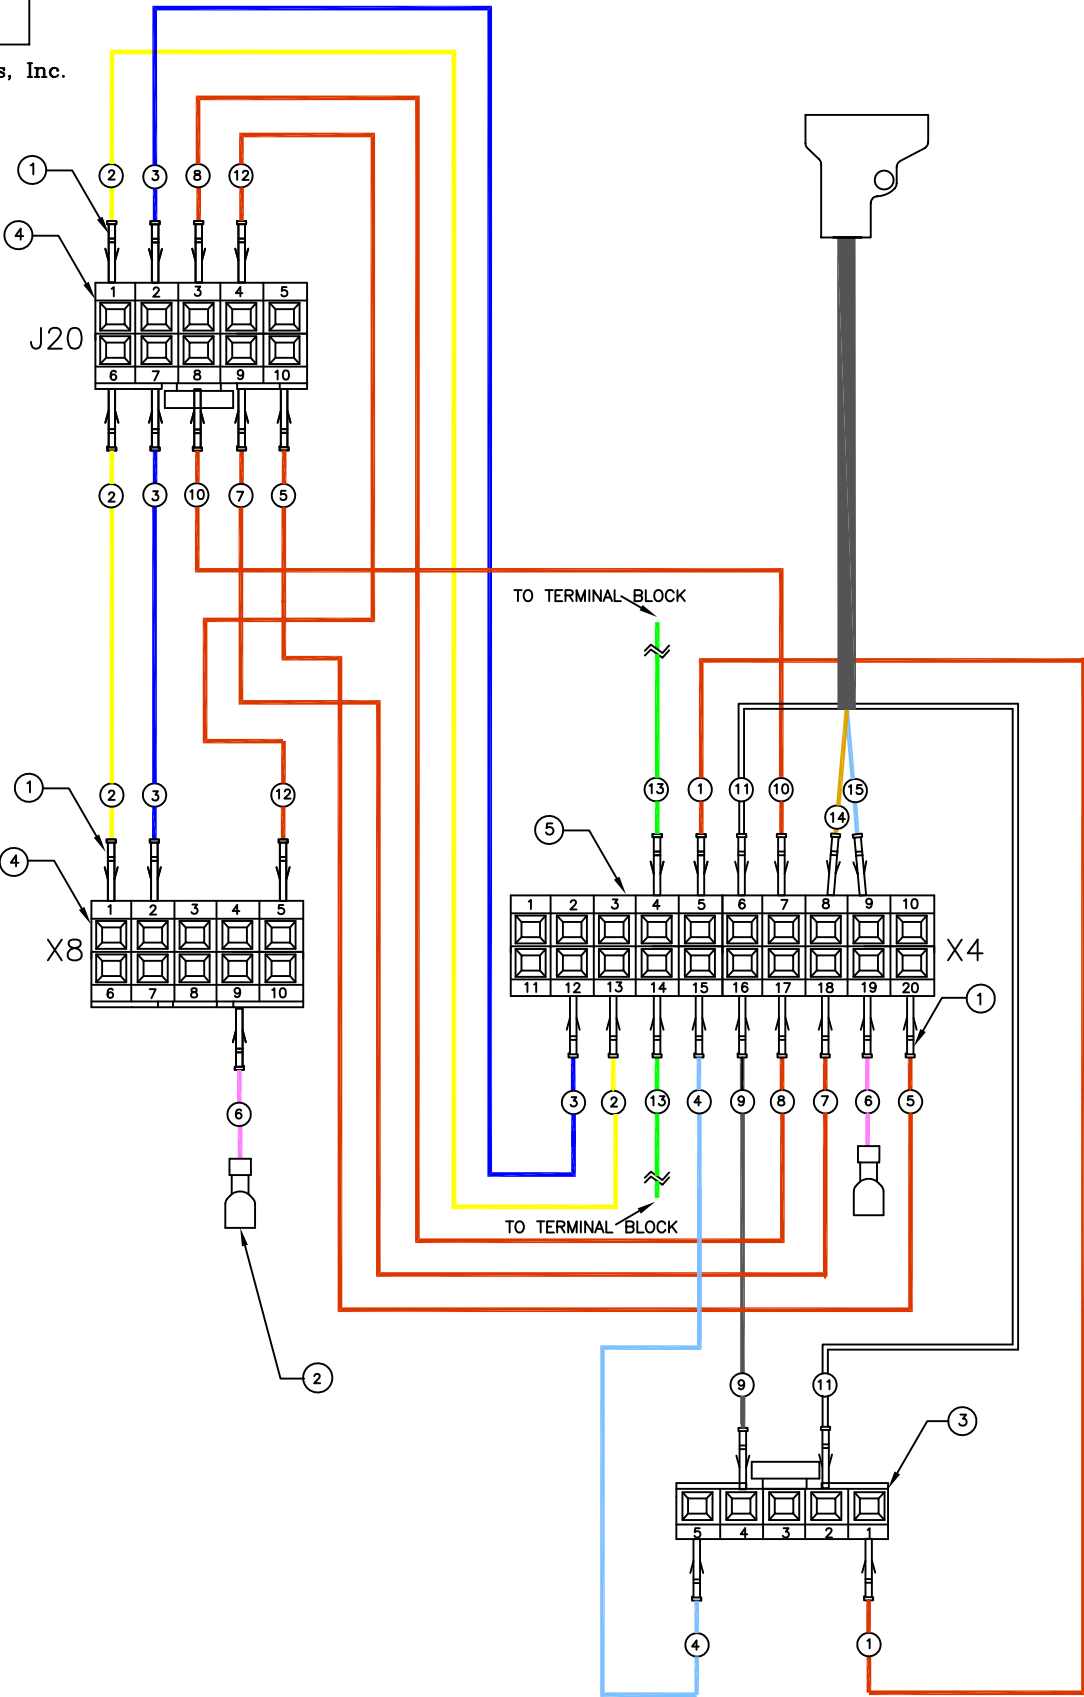 s, Inc.
1 2 3 8 12
4
1 2 3 4 5
J20
6 7 8 9 10
2 3 10 7 5
TO TERMINAL BLOCK
1 2 3 12
13 1 11 10 14 15
5
4
1 2 3 4 5
X8
6 7 8 9 10
1 2 3 4 5 6 7 8 9 10
X4
11 12 13 14 15 16 17 18 19 20
1
6
3 2 13 4 9 8 7 6 5
TO TERMINAL BLOCK
2
9 11
3
5 4 3 2 1
4 1